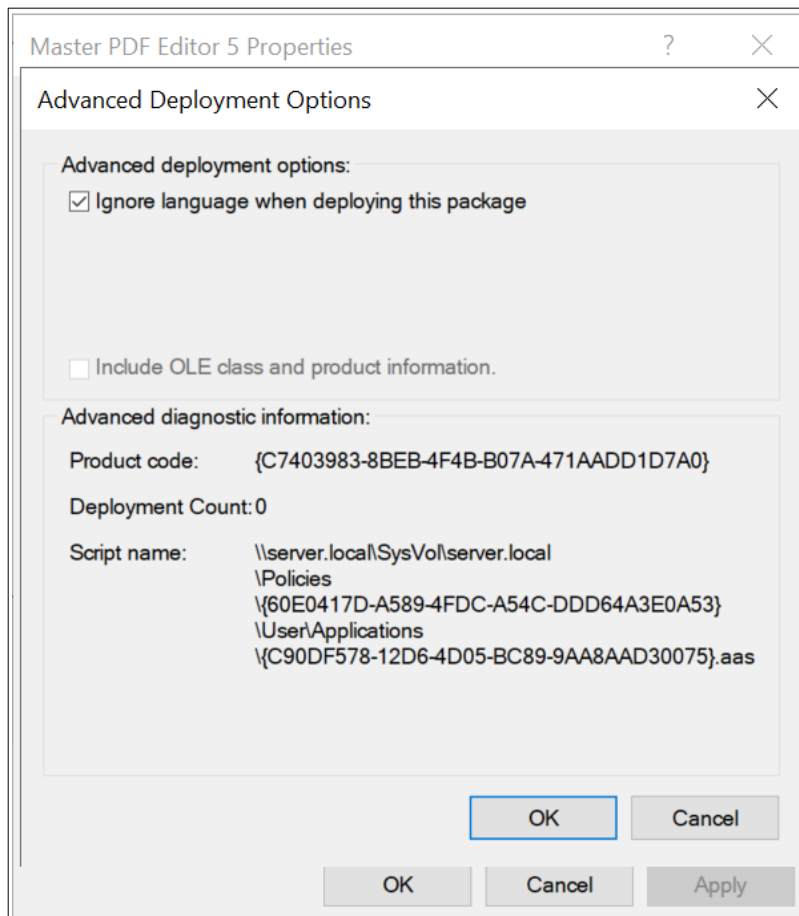 Master PDF Editor 5 Properties ?
Advanced Deployment Options
Advanced deployment options:
Ignore language when deploying this package
Include OLE class and product information.
Advanced diagnostic information:
Product code: {C7403983-8BEB-4F4B-B07A-471AADD1D7A0}
Deployment Count: 0
Script name: \\server.local\SysVol\server.local
\Policies
\{60E0417D-A589-4FDC-A54C-DDD64A3E0A53}
\User\Applications
\{C90DF578-12D6-4D05-BC89-9AA8AAD30075}.aas
OK Cancel
OK Cancel Apply